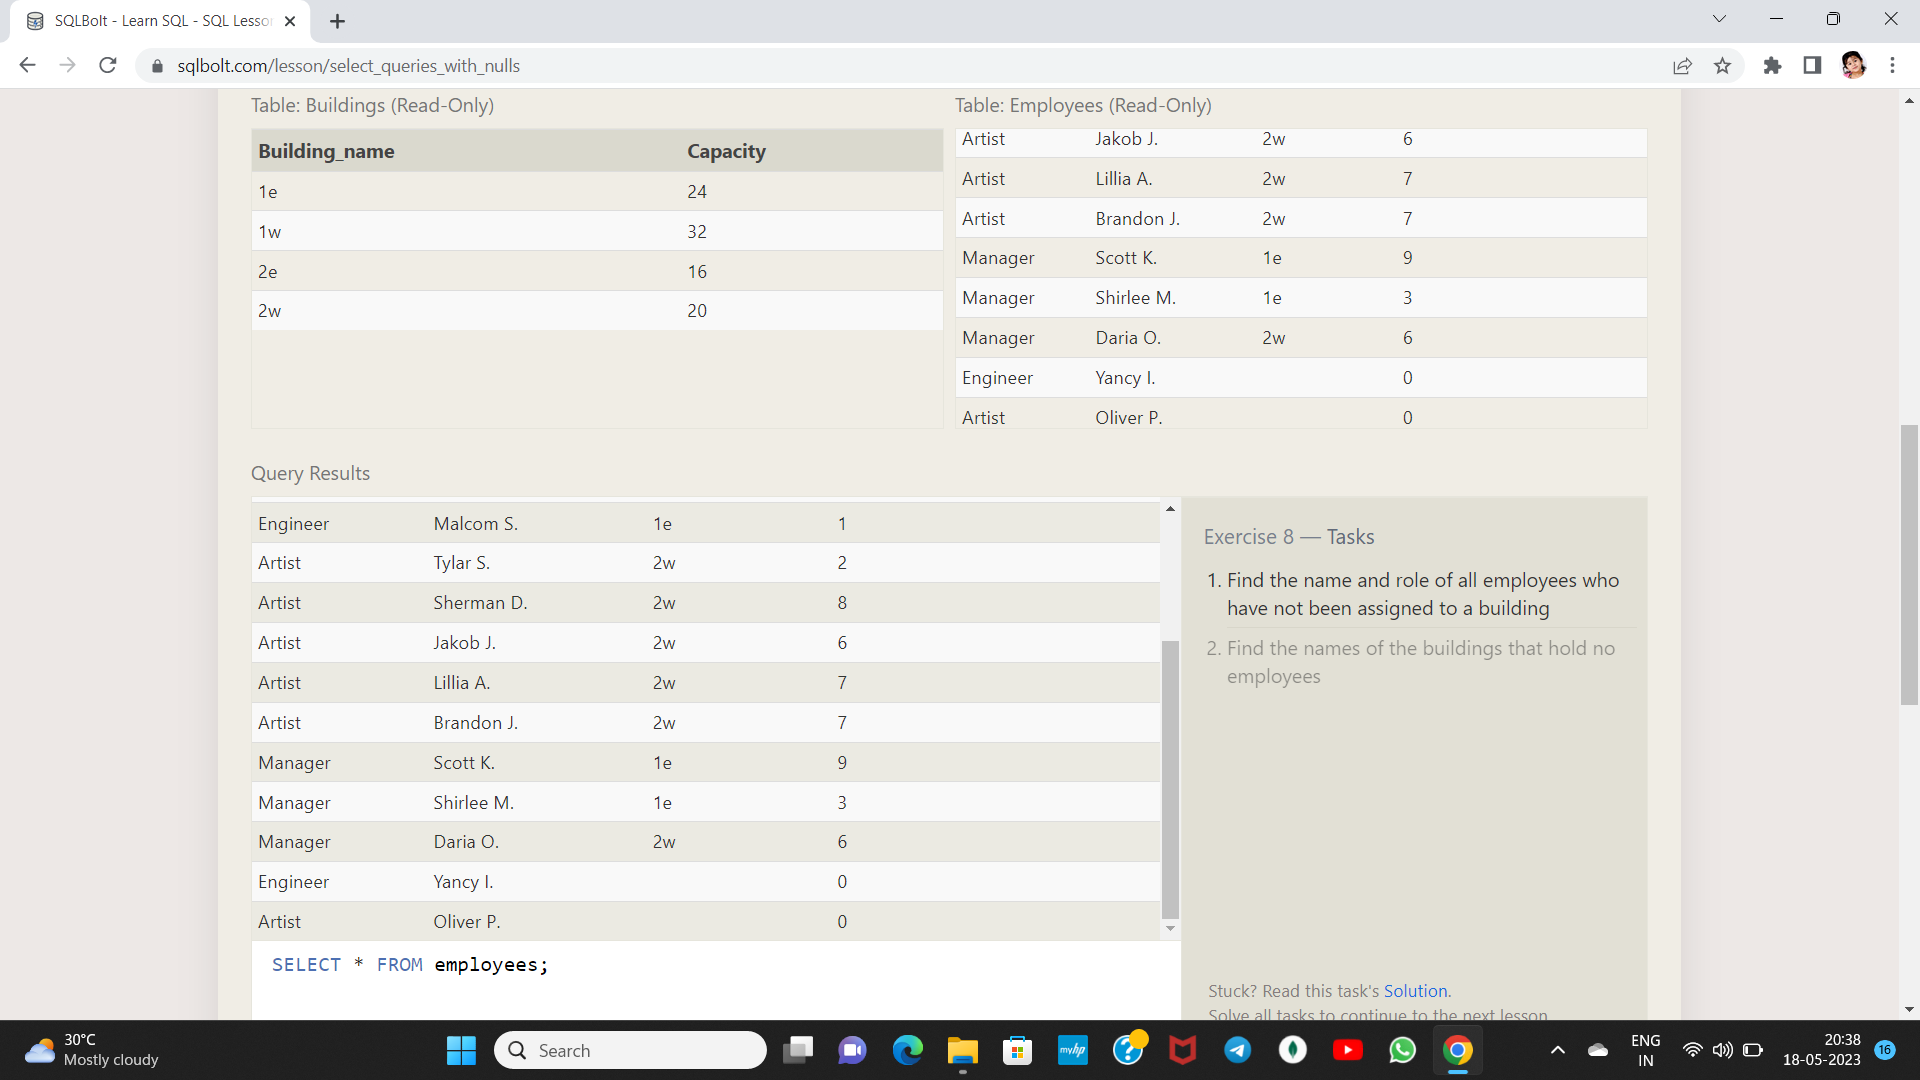 SQLBolt - Learn SQL - SQL Lesso
sqlbolt.com/lesson/select_queries_with_nulls
Table: Buildings (Read-Only)
Building_name Capacity
1e 24
1w 32
2e 16
2w 20
Table: Employees (Read-Only)
Artist Jakob J. 2w 6
Artist Lillia A. 2w 7
Artist Brandon J. 2w 7
Manager Scott K. 1e 9
Manager Shirlee M. 1e 3
Manager Daria O. 2w 6
Engineer Yancy I. 0
Artist Oliver P. 0
Query Results
Engineer Malcom S. 1e 1
Artist Tylar S. 2w 2
Artist Sherman D. 2w 8
Artist Jakob J. 2w 6
Artist Lillia A. 2w 7
Artist Brandon J. 2w 7
Manager Scott K. 1e 9
Manager Shirlee M. 1e 3
Manager Daria O. 2w 6
Engineer Yancy I. 0
Artist Oliver P. 0
SELECT * FROM employees;
Exercise 8 — Tasks
1. Find the name and role of all employees who
have not been assigned to a building
2. Find the names of the buildings that hold no
employees
Stuck? Read this task's Solution.
Solve all tasks to continue to the next lesson.
30°C
Mostly cloudy
Search
myhp
ENG
IN
20:38
18-05-2023
16